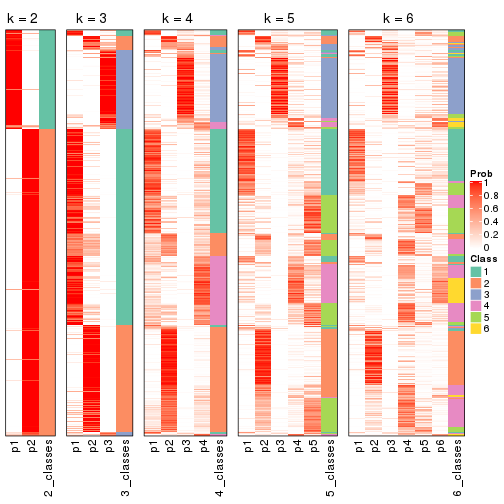 k = 2
k = 3
k = 4
k = 5
k = 6
Prob
1
0.8
0.6
0.4
0.2
0
Class
1
2
3
4
5
6
p1
p2
2_classes
p1
p2
p3
3_classes
p1
p2
p3
p4
4_classes
p1
p2
p3
p4
p5
5_classes
p1
p2
p3
p4
p5
p6
6_classes